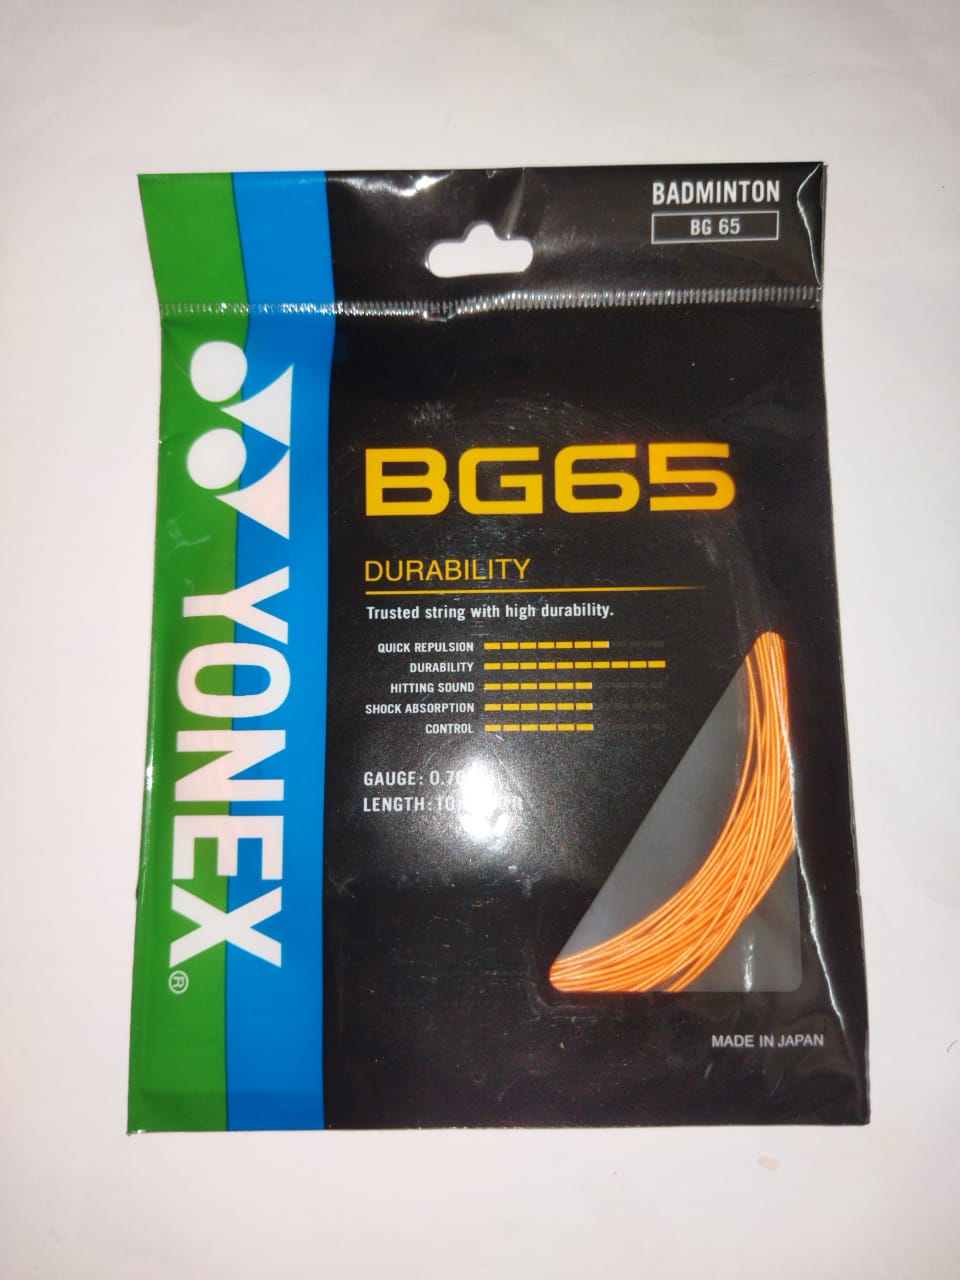 BADMINTON
BG 65
YONEX®
BG65
DURABILITY
Trusted string with high durability.
QUICK REPULSION
DURABILITY
HITTING SOUND
SHOCK ABSORPTION
CONTROL
GAUGE:
LENGTH:
MADE IN JAPAN